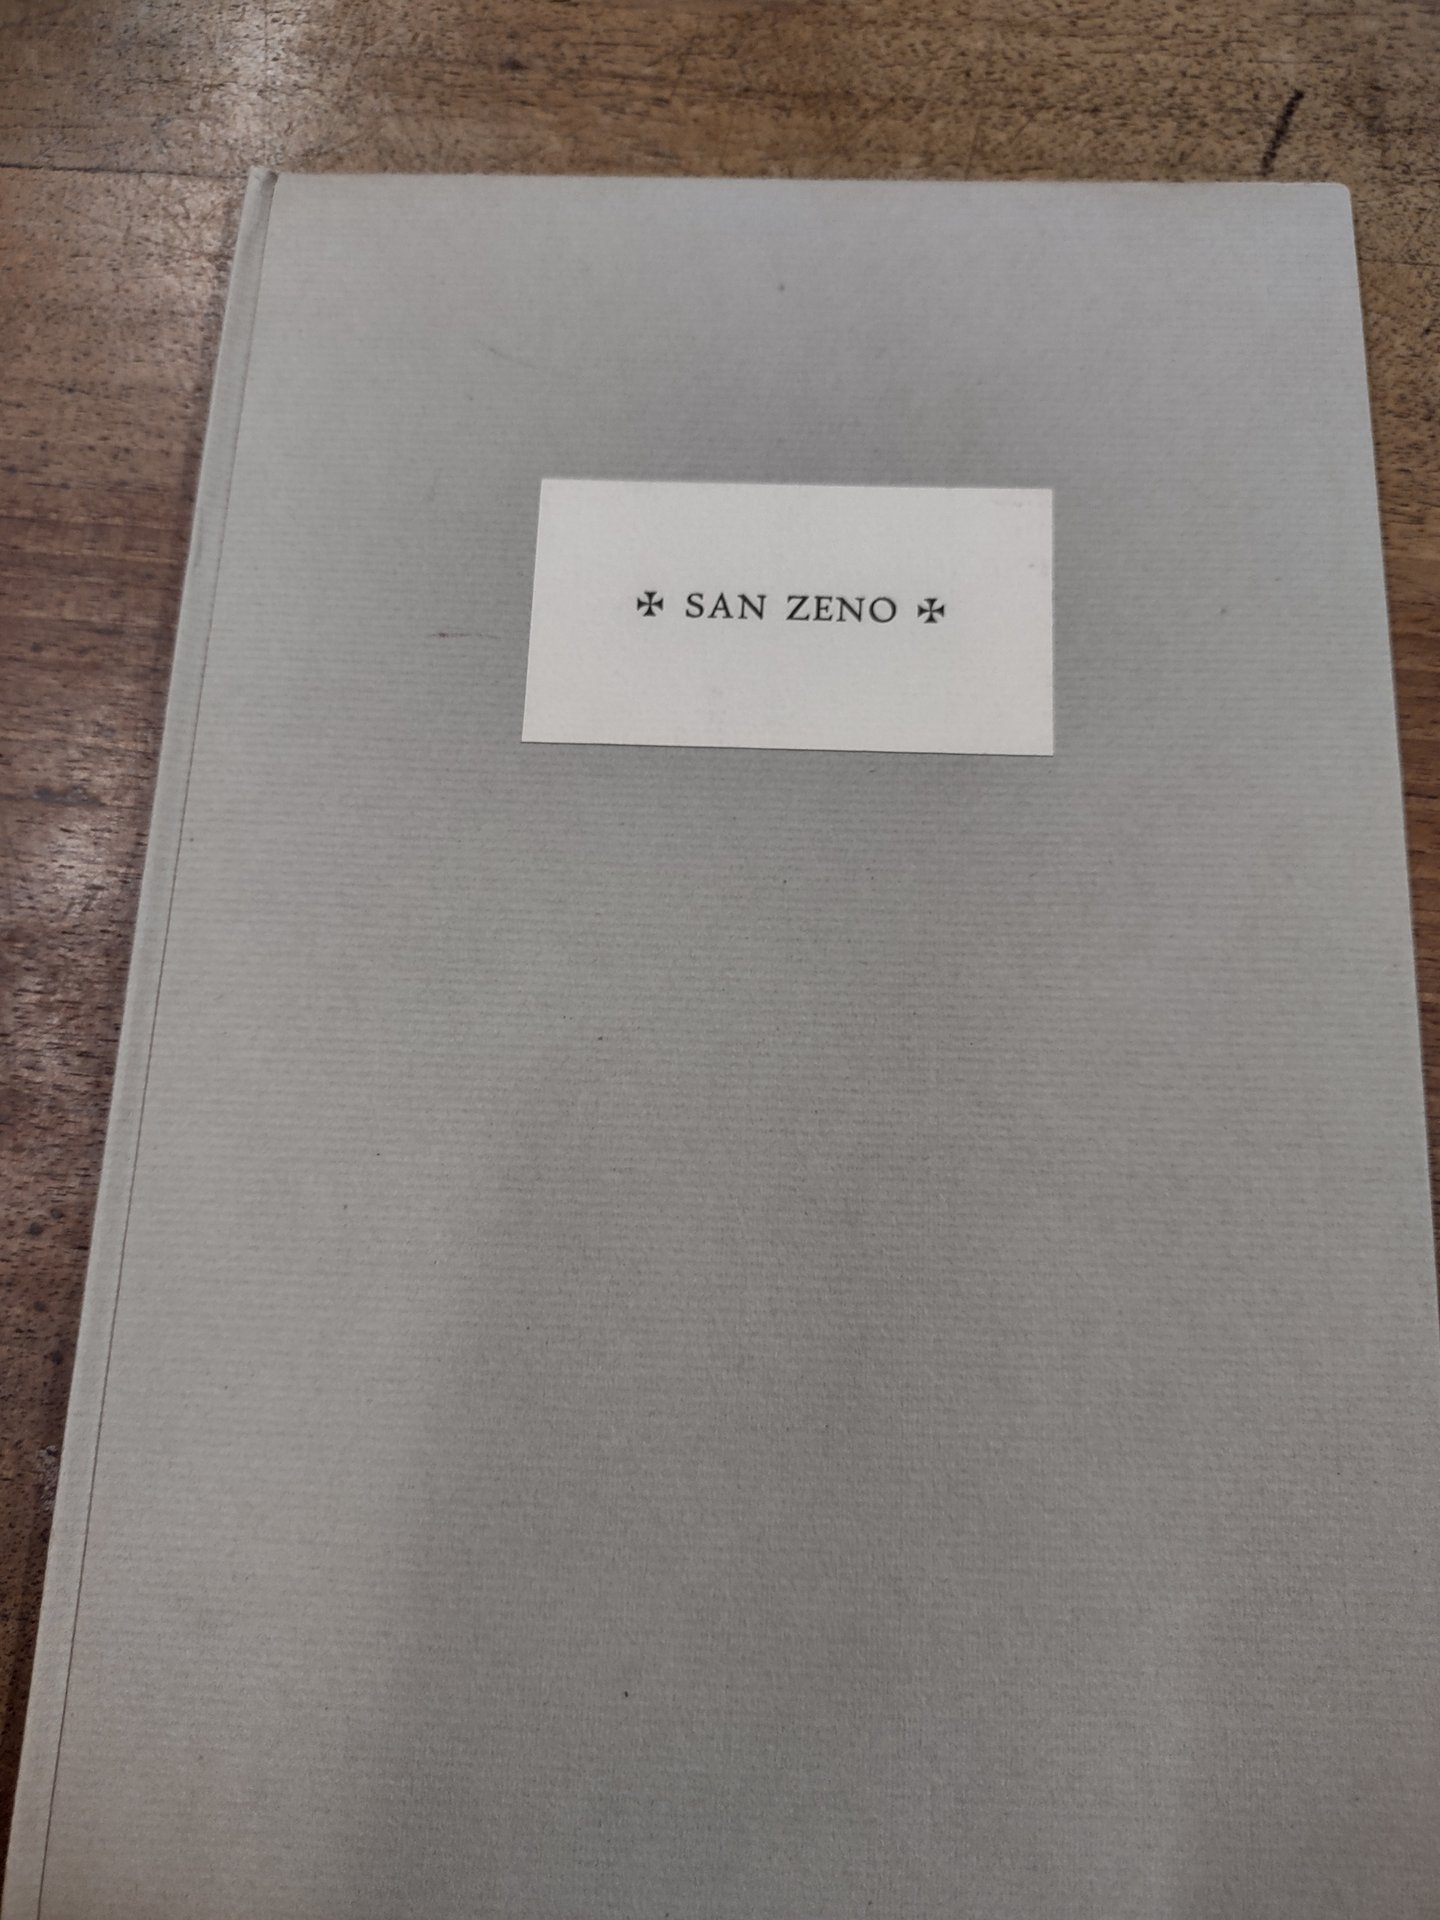 ✠ SAN ZENO ✠